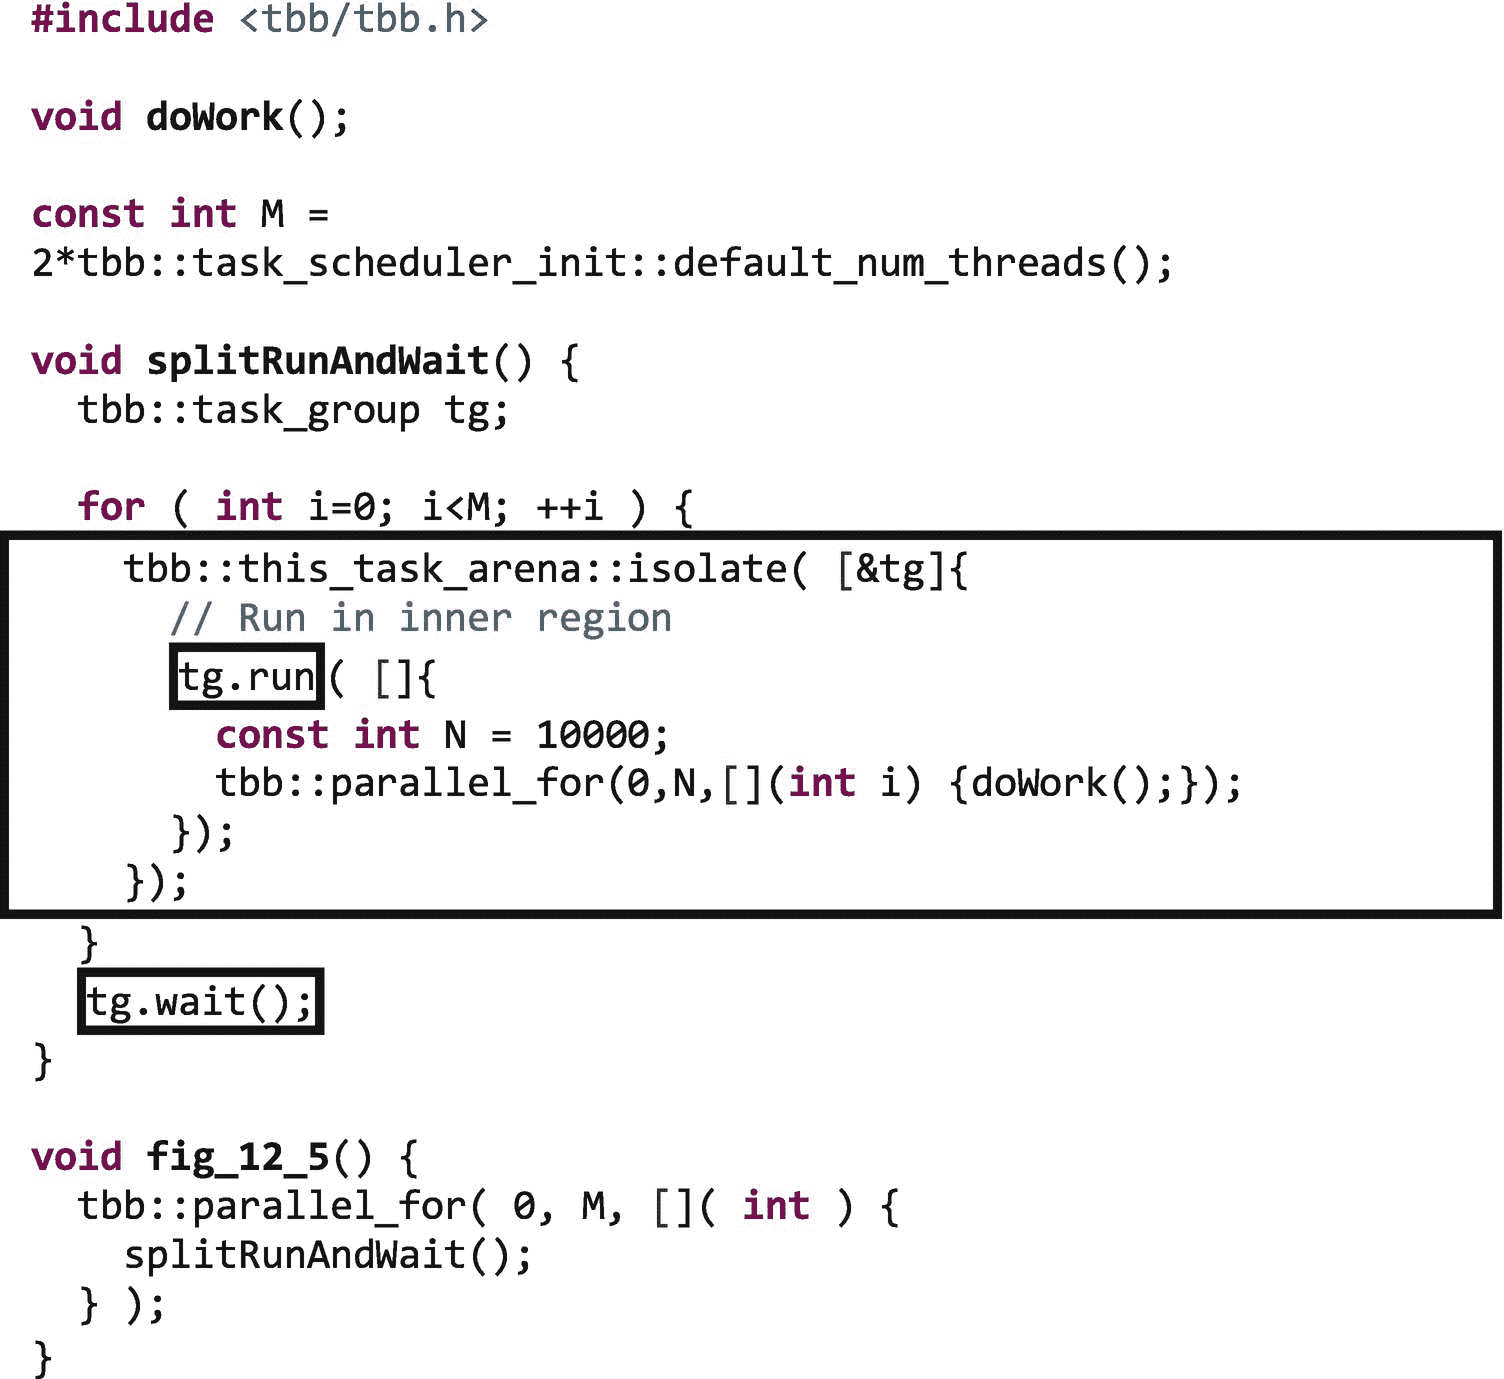 #include <tbb/tbb.h>
void doWork();
const int M =
2*tbb::task_scheduler_init::default_num_threads();
void splitRunAndWait() {
  tbb::task_group tg;
  for ( int i=0; i<M; ++i ) {
    tbb::this_task_arena::isolate( [&tg]{
      // Run in inner region
      tg.run( []{
        const int N = 10000;
        tbb::parallel_for(0,N,[](int i) {doWork();});
      });
    });
  }
  tg.wait();
}
void fig_12_5() {
  tbb::parallel_for( 0, M, []( int ) {
    splitRunAndWait();
  } );
}